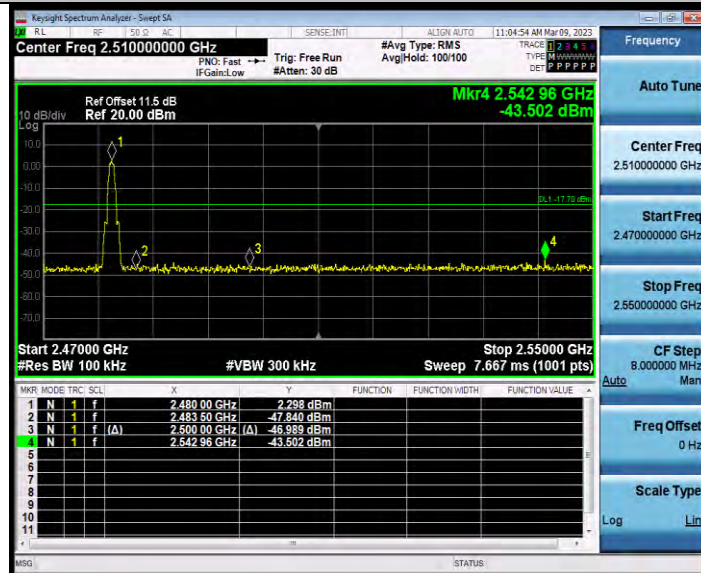 Keysight Spectrum Analyzer - Swept SA
LXI RL RF 50 Ω AC SENSE:INT ALIGN AUTO 11:04:54 AM Mar 09, 2023
Center Freq 2.510000000 GHz
PNO: Fast
IFGain:Low
Trig: Free Run
#Atten: 30 dB
#Avg Type: RMS
Avg|Hold: 100/100
TRACE 1 2 3 4 5 6
TYPE M WWWWW
DET P P P P P P
Ref Offset 11.5 dB
10 dB/div Ref 20.00 dBm
Log
Mkr4 2.542 96 GHz
-43.502 dBm
10.0
0.00
-10.0
-20.0
-30.0
-40.0
-50.0
-60.0
-70.0
1
2
3
4
DL1 -17.70 dBm
Start 2.47000 GHz Stop 2.55000 GHz
#Res BW 100 kHz #VBW 300 kHz Sweep 7.667 ms (1001 pts)
MKR MODE TRC SCL X Y FUNCTION FUNCTION WIDTH FUNCTION VALUE
1 N 1 f 2.480 00 GHz 2.298 dBm
2 N 1 f 2.483 50 GHz -47.840 dBm
3 N 1 f (Δ) 2.500 00 GHz (Δ) -46.989 dBm
4 N 1 f 2.542 96 GHz -43.502 dBm
5
6
7
8
9
10
11
MSG STATUS
Frequency
Auto Tune
Center Freq
2.510000000 GHz
Start Freq
2.470000000 GHz
Stop Freq
2.550000000 GHz
CF Step
8.000000 MHz
Auto Man
Freq Offset
0 Hz
Scale Type
Log Lin